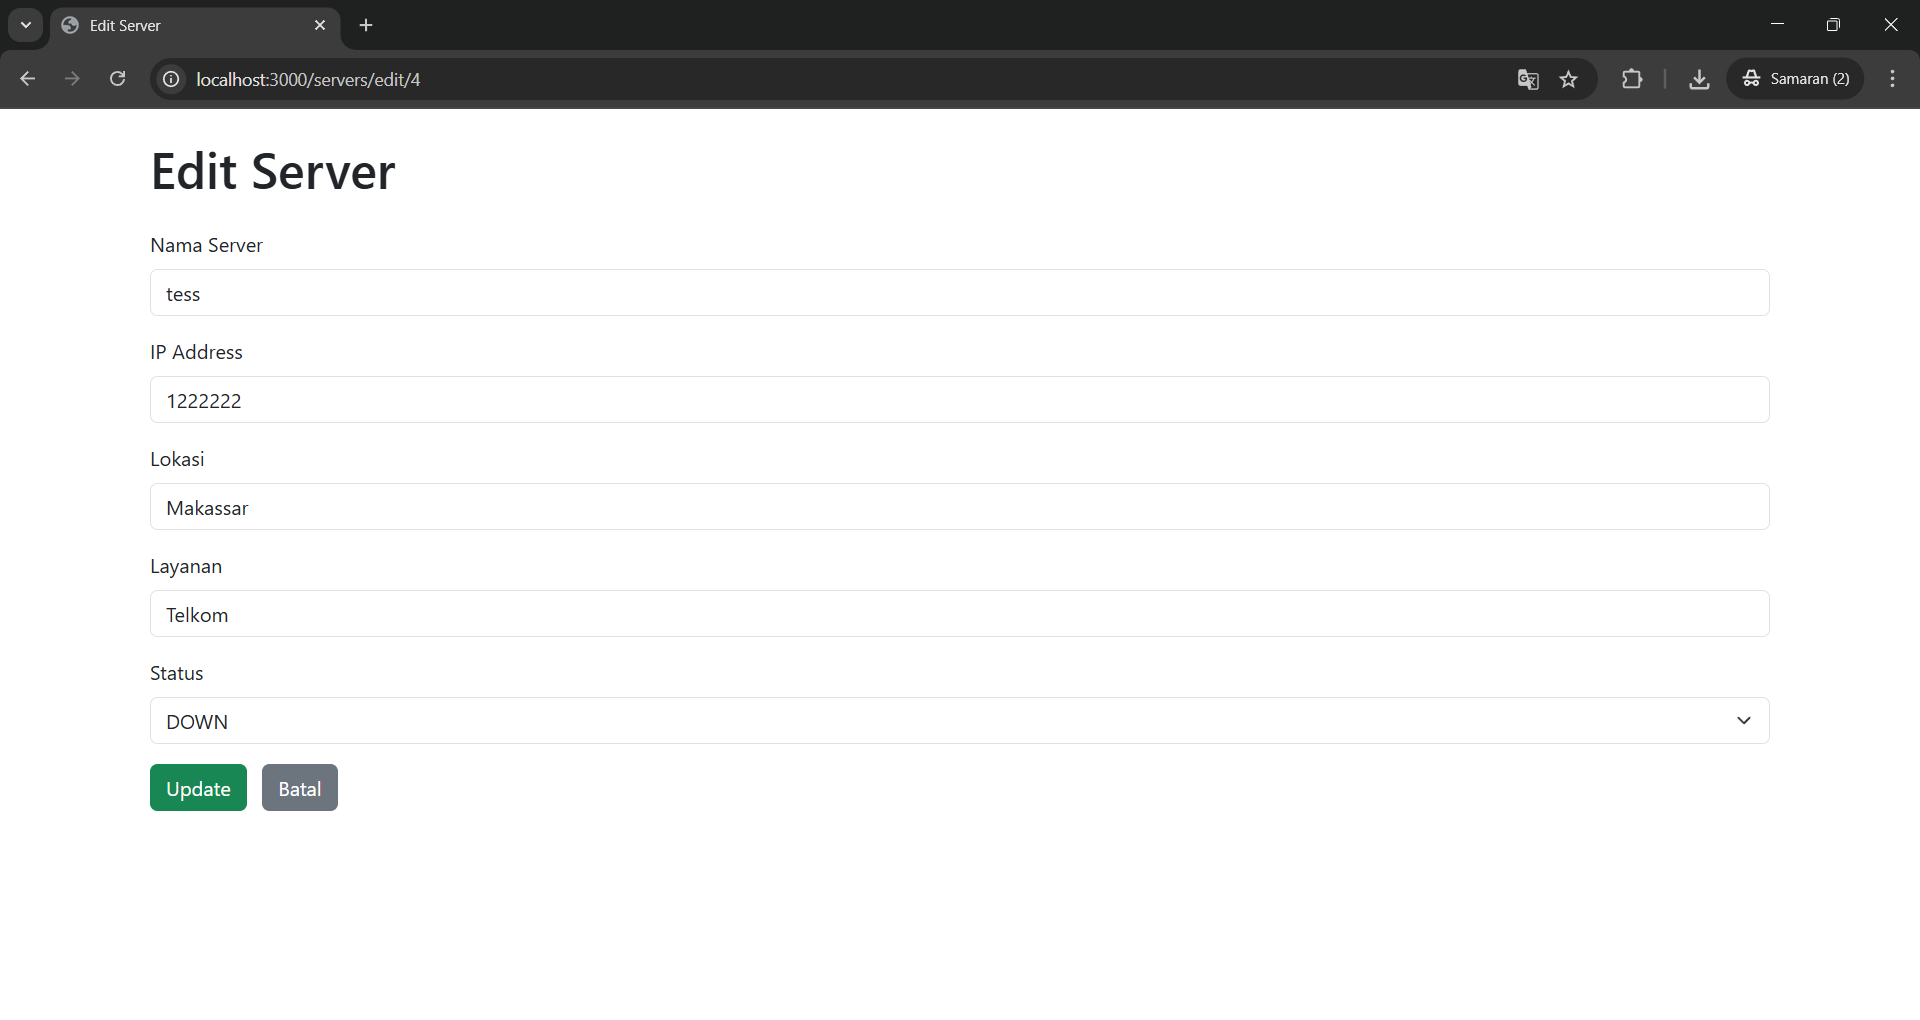 Edit Server
localhost:3000/servers/edit/4
Samaran (2)
Edit Server
Nama Server
tess
IP Address
1222222
Lokasi
Makassar
Layanan
Telkom
Status
DOWN
Update Batal